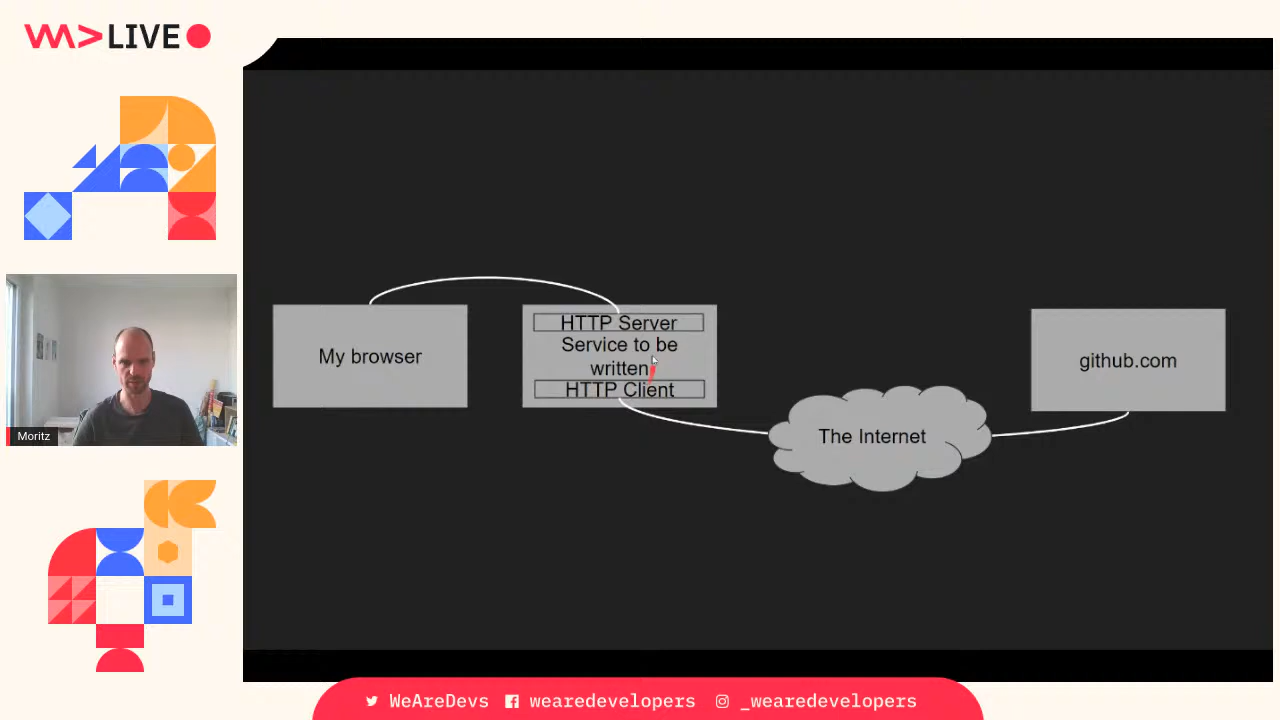 LIVE
My browser
HTTP Server
Service to be
written
HTTP Client
The Internet
github.com
Moritz
WeAreDevs wearedevelopers _wearedevelopers